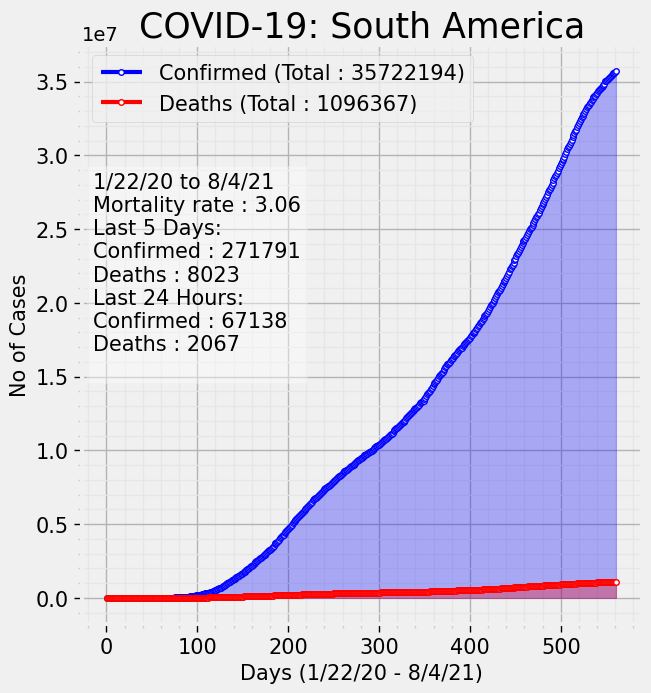 COVID-19: South America
1e7
Confirmed (Total : 35722194)
Deaths (Total : 1096367)
1/22/20 to 8/4/21
Mortality rate : 3.06
Last 5 Days:
Confirmed : 271791
Deaths : 8023
Last 24 Hours:
Confirmed : 67138
Deaths : 2067
No of Cases
3.5
3.0
2.5
2.0
1.5
1.0
0.5
0.0
0 100 200 300 400 500
Days (1/22/20 - 8/4/21)